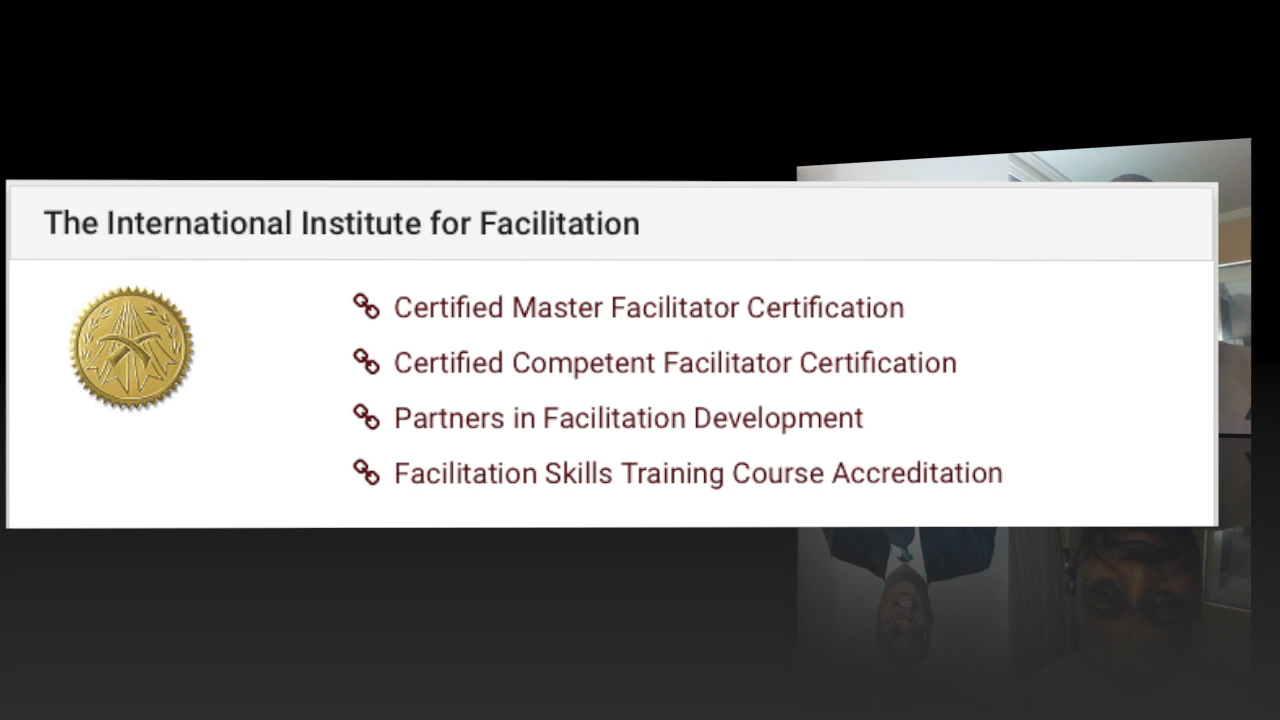 The International Institute for Facilitation
Certified Master Facilitator Certification
Certified Competent Facilitator Certification
Partners in Facilitation Development
Facilitation Skills Training Course Accreditation